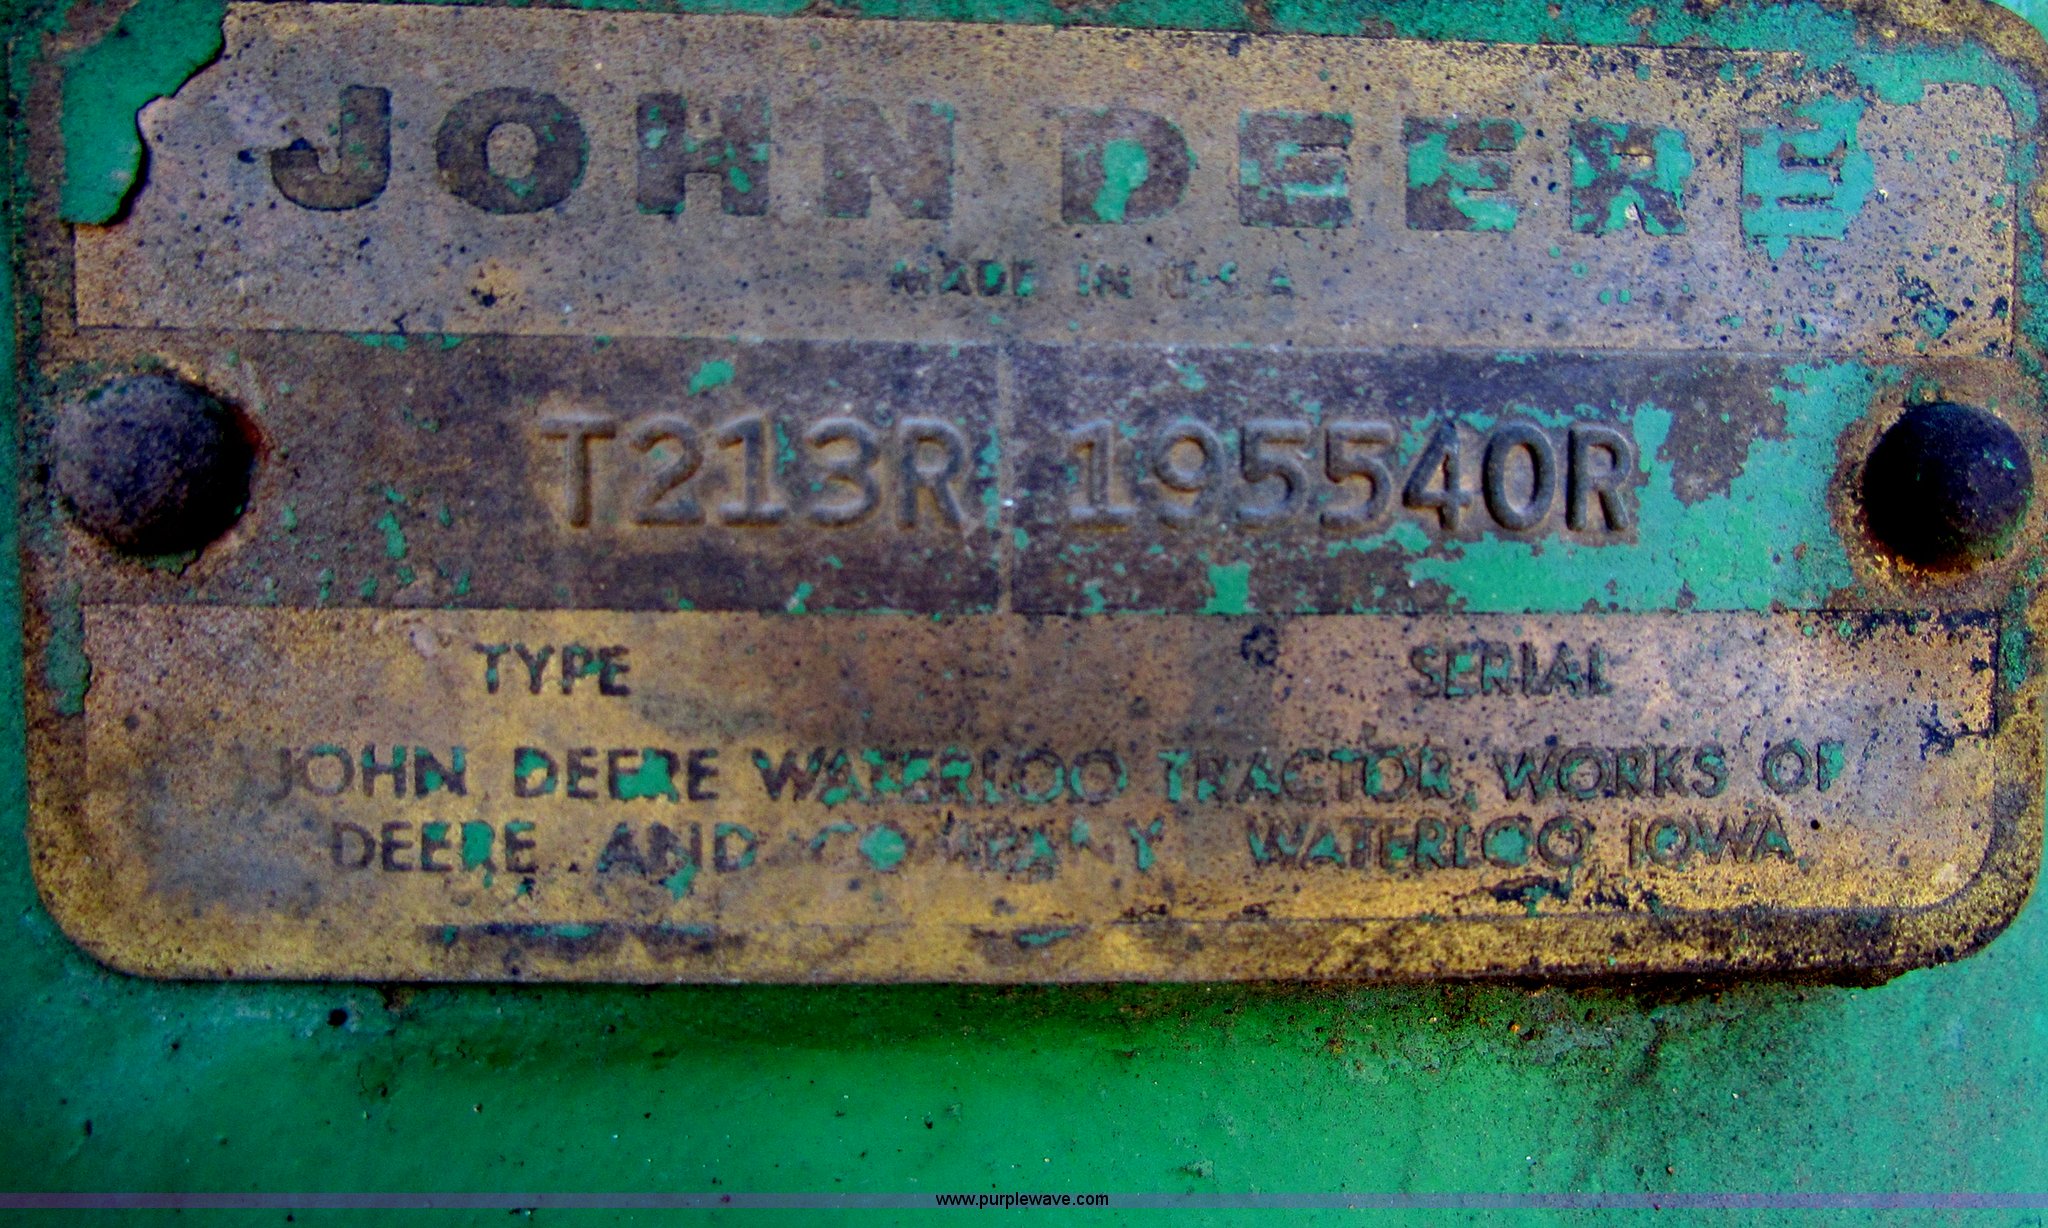 JOHN DEERE
MADE IN U S A
T213R 195540R
TYPE SERIAL
JOHN DEERE WATERLOO TRACTOR WORKS OF
DEERE AND COMPANY WATERLOO IOWA
www.purplewave.com